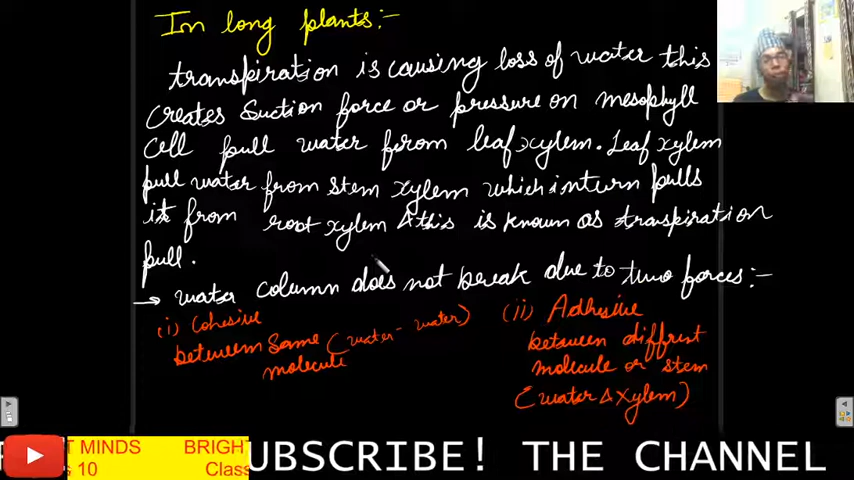 In long plants:-
transpiration is causing loss of water this
creates suction force or pressure on mesophyll
cell pull water from leaf xylem. Leaf xylem
pull water from stem xylem which inturn pulls
it from root xylem & this is known as transpiration
pull.
→ water column does not break due to two forces:-
(i) Cohesive
between same (water-water)
molecule
(ii) Adhesive
between diffrent
molecule or stem
(water & Xylem)
MINDS BRIGHT
10 Class
SUBSCRIBE! THE CHANNEL